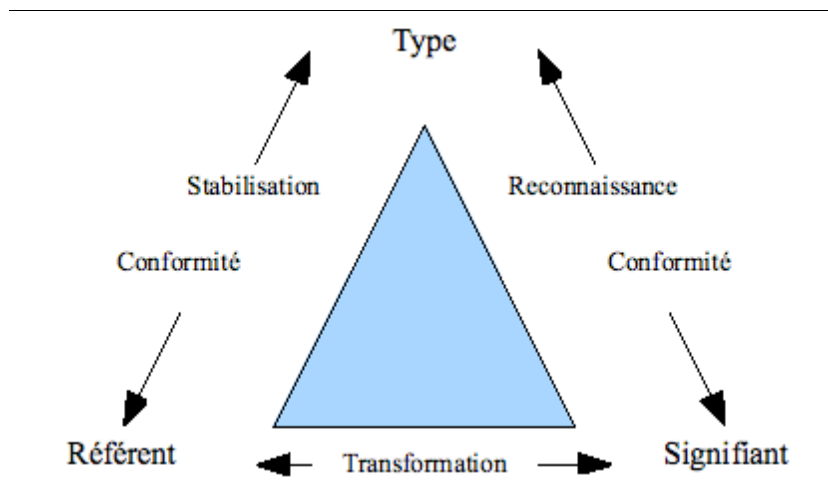 Type
Stabilisation Reconnaissance
Conformité Conformité
Référent Transformation Signifiant